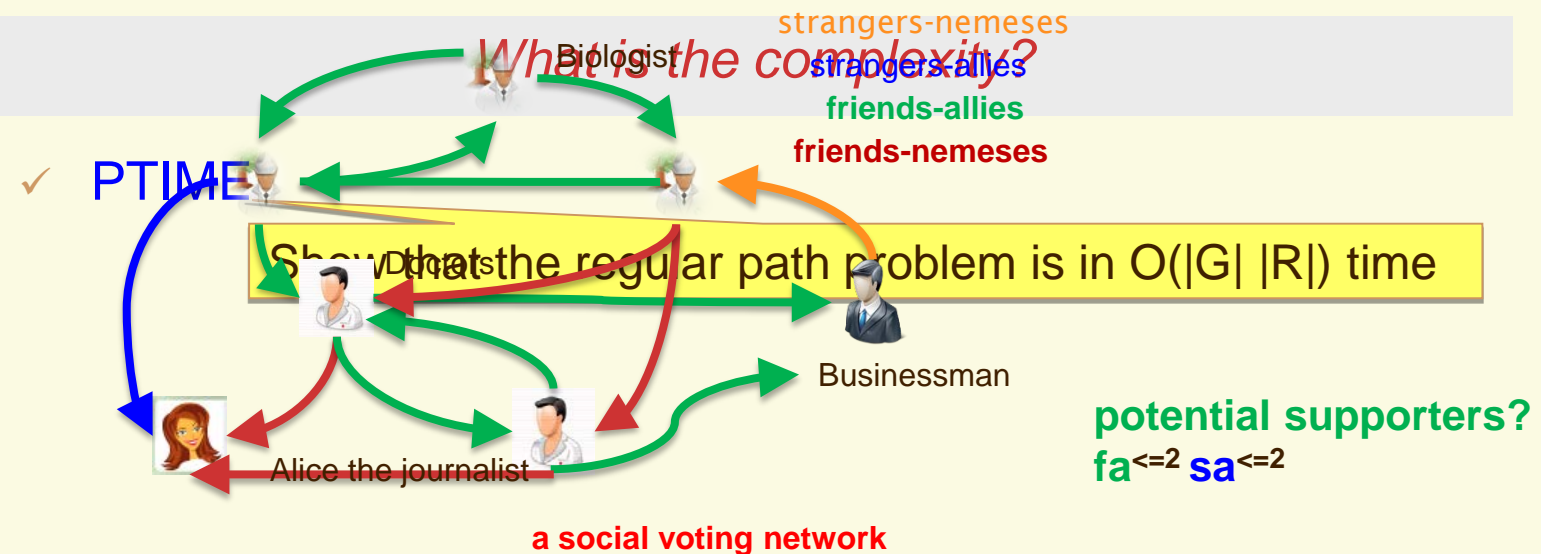 strangers-nemeses
What is the complexity?
Biologist
strangers-allies
friends-allies
friends-nemeses
✓ PTIME
Show that the regular path problem is in O(|G| |R|) time
Doctors
Businessman
potential supporters?
fa<=2 sa<=2
Alice the journalist
a social voting network